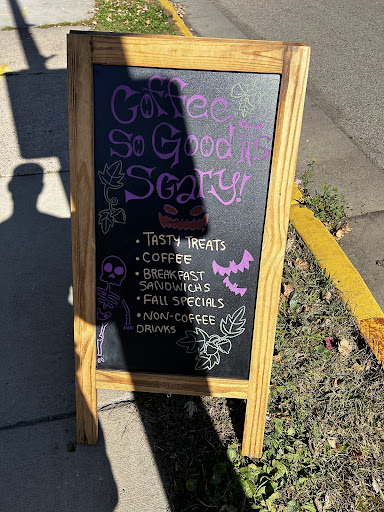 Coffee
So Good it's
Scary!
• TASTY TREATS
• COFFEE
• BREAKFAST
SANDWICHS
• FALL SPECIALS
• NON-COFFEE
DRINKS